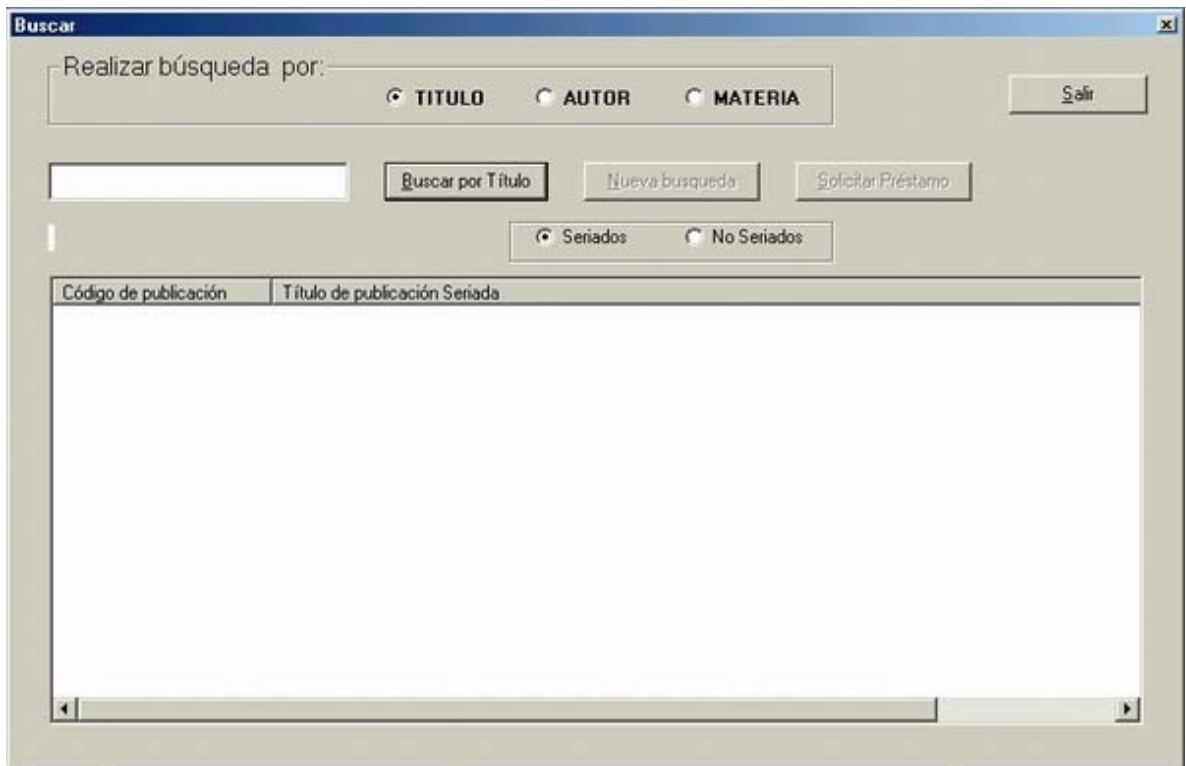 Buscar
Realizar búsqueda por:
TITULO AUTOR MATERIA
Salir
Buscar por Título Nueva busqueda Solicitar Préstamo
Seriados No Seriados
Código de publicación Título de publicación Seriada